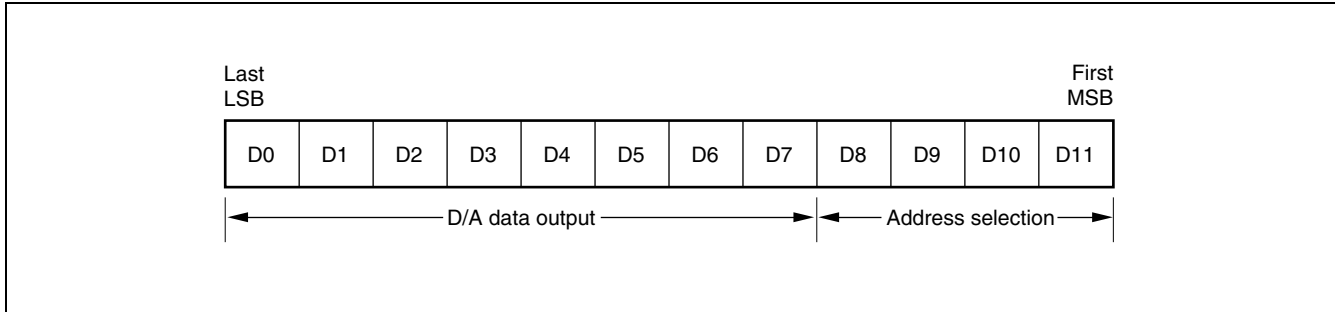 Last
LSB
First
MSB
D0 D1 D2 D3 D4 D5 D6 D7 D8 D9 D10 D11
D/A data output
Address selection